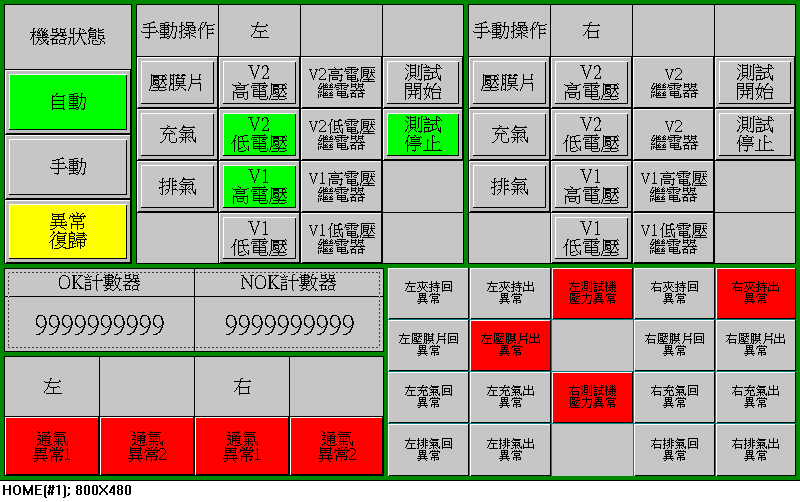 機器狀態
自動
手動
異常
復歸
手動操作
左
壓膜片
V2
高電壓
V2高電壓
繼電器
測試
開始
充氣
V2
低電壓
V2低電壓
繼電器
測試
停止
排氣
V1
高電壓
V1高電壓
繼電器
V1
低電壓
V1低電壓
繼電器
手動操作
右
壓膜片
V2
高電壓
V2
繼電器
測試
開始
充氣
V2
低電壓
V2
繼電器
測試
停止
排氣
V1
高電壓
V1高電壓
繼電器
V1
低電壓
V1低電壓
繼電器
OK計數器
NOK計數器
9999999999
9999999999
左
右
通氣
異常1
通氣
異常2
通氣
異常1
通氣
異常2
左夾持回
異常
左夾持出
異常
左測試槽
壓力異常
右夾持回
異常
右夾持出
異常
左壓膜片回
異常
左壓膜片出
異常
右壓膜片回
異常
右壓膜片出
異常
左充氣回
異常
左充氣出
異常
右測試槽
壓力異常
右充氣回
異常
右充氣出
異常
左排氣回
異常
左排氣出
異常
右排氣回
異常
右排氣出
異常
HOME(#1); 800X480